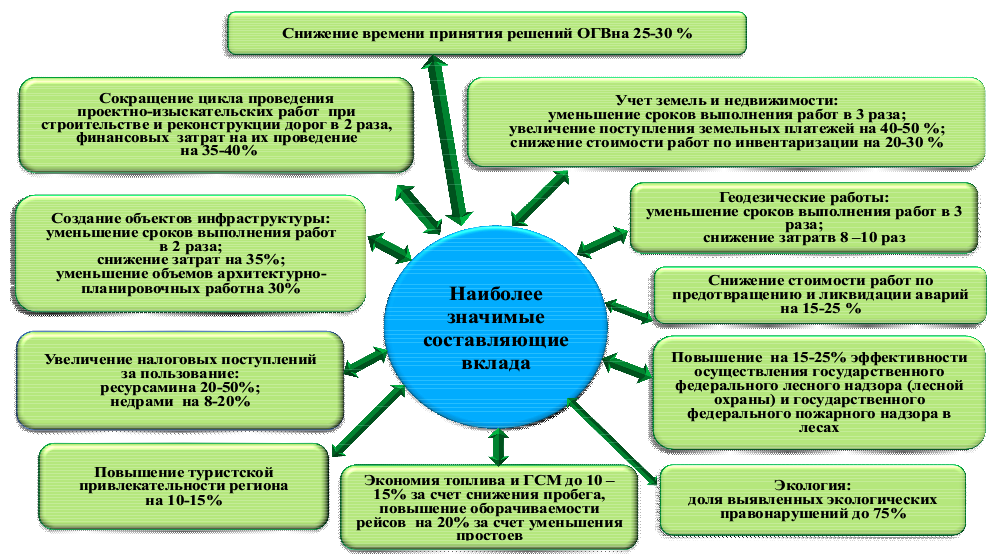 Снижение времени принятия решений ОГВна 25-30 %
Сокращение цикла проведения
проектно-изыскательских работ при
строительстве и реконструкции дорог в 2 раза,
финансовых затрат на их проведение
на 35-40%
Учет земель и недвижимости:
уменьшение сроков выполнения работ в 3 раза;
увеличение поступления земельных платежей на 40-50 %;
снижение стоимости работ по инвентаризации на 20-30 %
Создание объектов инфраструктуры:
уменьшение сроков выполнения работ
в 2 раза;
снижение затрат на 35%;
уменьшение объемов архитектурно-
планировочных работна 30%
Геодезические работы:
уменьшение сроков выполнения работ в 3
раза;
снижение затратв 8 –10 раз
Наиболее
значимые
составляющие
вклада
Снижение стоимости работ по
предотвращению и ликвидации аварий
на 15-25 %
Увеличение налоговых поступлений
за пользование:
ресурсамина 20-50%;
недрами на 8-20%
Повышение на 15-25% эффективности
осуществления государственного
федерального лесного надзора (лесной
охраны) и государственного
федерального пожарного надзора в
лесах
Повышение туристской
привлекательности региона
на 10-15%
Экономия топлива и ГСМ до 10 –
15% за счет снижения пробега,
повышение оборачиваемости
рейсов на 20% за счет уменьшения
простоев
Экология:
доля выявленных экологических
правонарушений до 75%